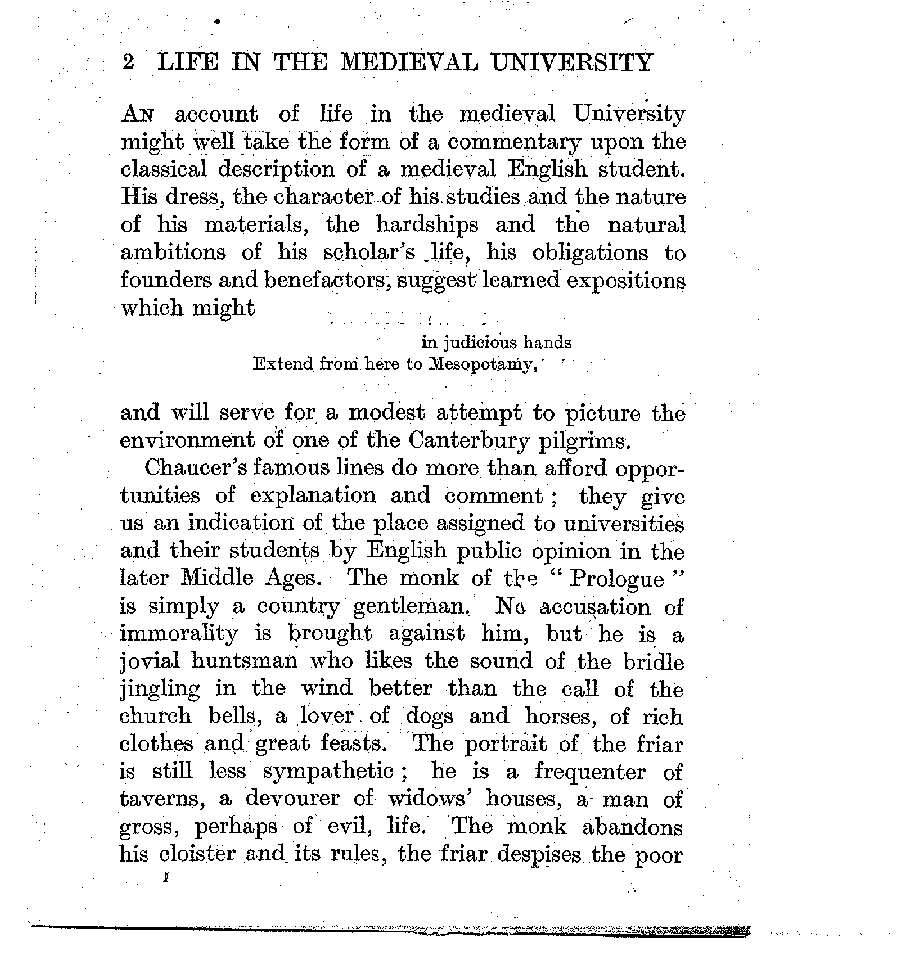 2 LIFE IN THE MEDIEVAL UNIVERSITY
AN account of life in the medieval University
might well take the form of a commentary upon the
classical description of a medieval English student.
His dress, the character of his studies and the nature
of his materials, the hardships and the natural
ambitions of his scholar's life, his obligations to
founders and benefactors, suggest learned expositions
which might
in judicious hands
Extend from here to Mesopotamy,
and will serve for a modest attempt to picture the
environment of one of the Canterbury pilgrims.
Chaucer's famous lines do more than afford oppor-
tunities of explanation and comment ; they give
us an indication of the place assigned to universities
and their students by English public opinion in the
later Middle Ages. The monk of the “ Prologue ”
is simply a country gentleman. No accusation of
immorality is brought against him, but he is a
jovial huntsman who likes the sound of the bridle
jingling in the wind better than the call of the
church bells, a lover of dogs and horses, of rich
clothes and great feasts. The portrait of the friar
is still less sympathetic ; he is a frequenter of
taverns, a devourer of widows' houses, a man of
gross, perhaps of evil, life. The monk abandons
his cloister and its rules, the friar despises the poor